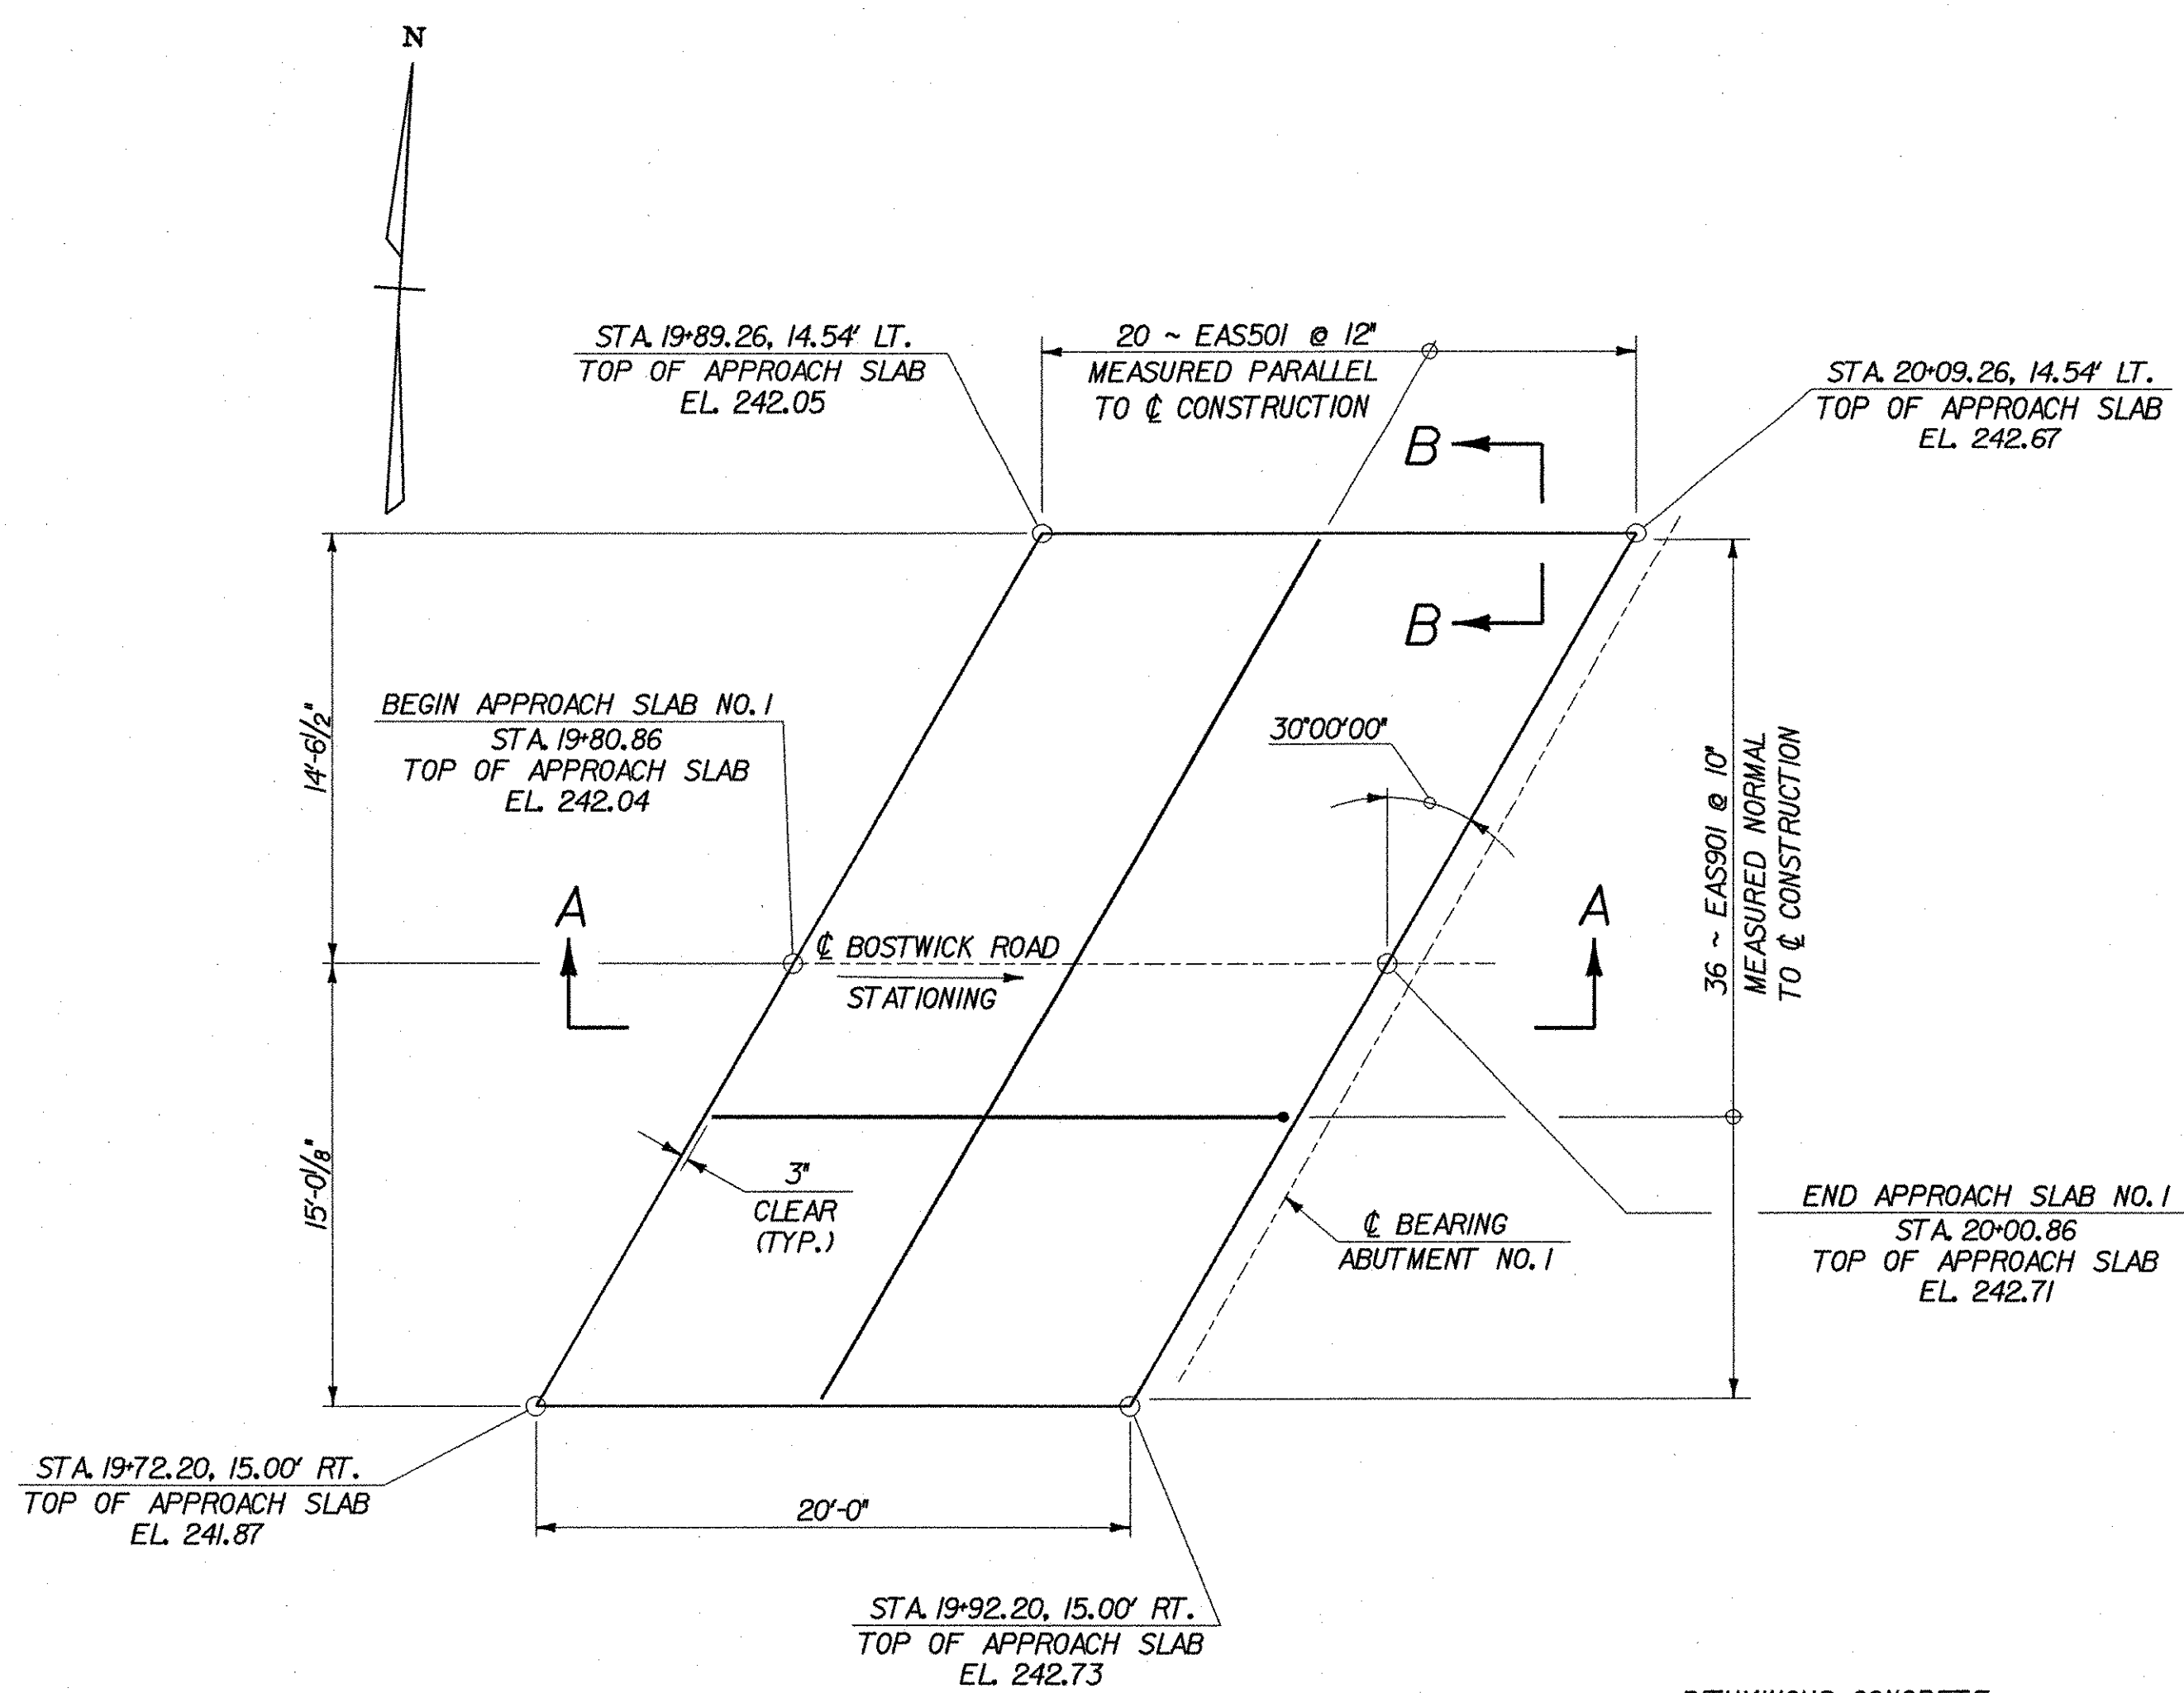 N
STA. 19+89.26, 14.54' LT.
TOP OF APPROACH SLAB
EL. 242.05
20 ~ EAS501 @ 12"
MEASURED PARALLEL
TO ℄ CONSTRUCTION
STA. 20+09.26, 14.54' LT.
TOP OF APPROACH SLAB
EL. 242.67
B
B
14'-6 1/2"
BEGIN APPROACH SLAB NO. 1
STA. 19+80.86
TOP OF APPROACH SLAB
EL. 242.04
30°00'00"
36 ~ EAS901 @ 10"
MEASURED NORMAL
TO ℄ CONSTRUCTION
A
A
℄ BOSTWICK ROAD
STATIONING
15'-0 1/8"
3"
CLEAR
(TYP.)
℄ BEARING
ABUTMENT NO. 1
END APPROACH SLAB NO. 1
STA. 20+00.86
TOP OF APPROACH SLAB
EL. 242.71
STA. 19+72.20, 15.00' RT.
TOP OF APPROACH SLAB
EL. 241.87
20'-0"
STA. 19+92.20, 15.00' RT.
TOP OF APPROACH SLAB
EL. 242.73